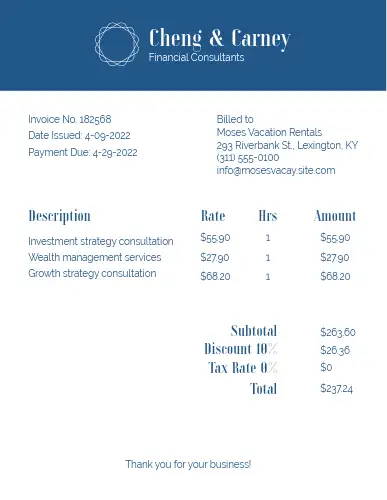 Cheng & Carney
Financial Consultants
Invoice No. 182568
Date Issued: 4-09-2022
Payment Due: 4-29-2022
Billed to
Moses Vacation Rentals
293 Riverbank St., Lexington, KY
(311) 555-0100
info@mosesvacay.site.com
Description Rate Hrs Amount
Investment strategy consultation $55.90 1 $55.90
Wealth management services $27.90 1 $27.90
Growth strategy consultation $68.20 1 $68.20
Subtotal $263.60
Discount 10% $26.36
Tax Rate 0% $0
Total $237.24
Thank you for your business!